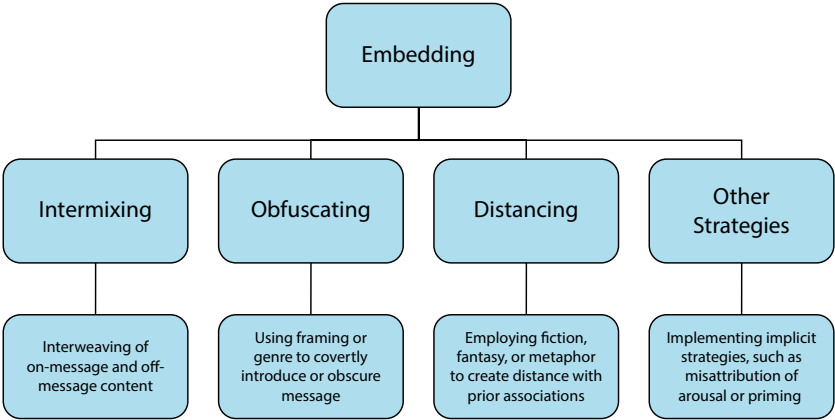 Embedding
Intermixing
Obfuscating
Distancing
Other
Strategies
Interweaving of
on-message and off-
message content
Using framing or
genre to covertly
introduce or obscure
message
Employing fiction,
fantasy, or metaphor
to create distance with
prior associations
Implementing implicit
strategies, such as
misattribution of
arousal or priming